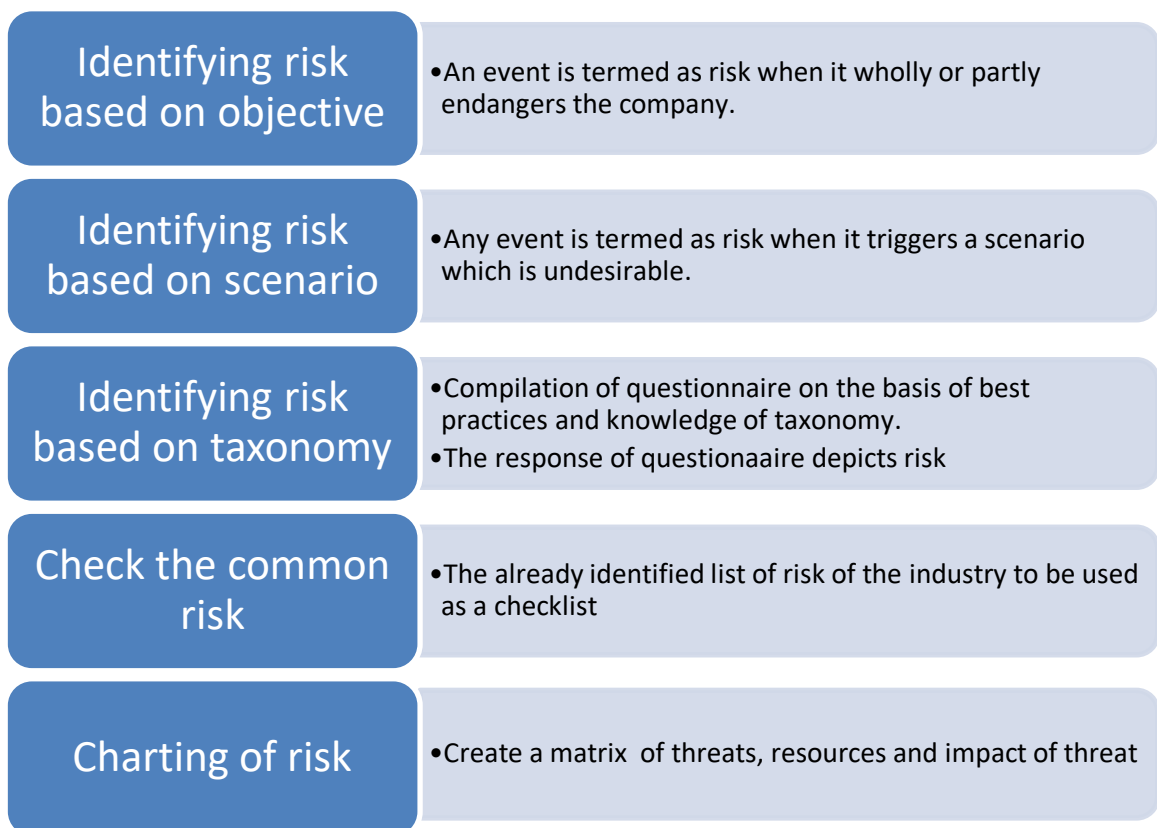 Identifying risk
based on objective
•An event is termed as risk when it wholly or partly
endangers the company.
Identifying risk
based on scenario
•Any event is termed as risk when it triggers a scenario
which is undesirable.
Identifying risk
based on taxonomy
•Compilation of questionnaire on the basis of best
practices and knowledge of taxonomy.
•The response of questionaaire depicts risk
Check the common
risk
•The already identified list of risk of the industry to be used
as a checklist
Charting of risk
•Create a matrix of threats, resources and impact of threat